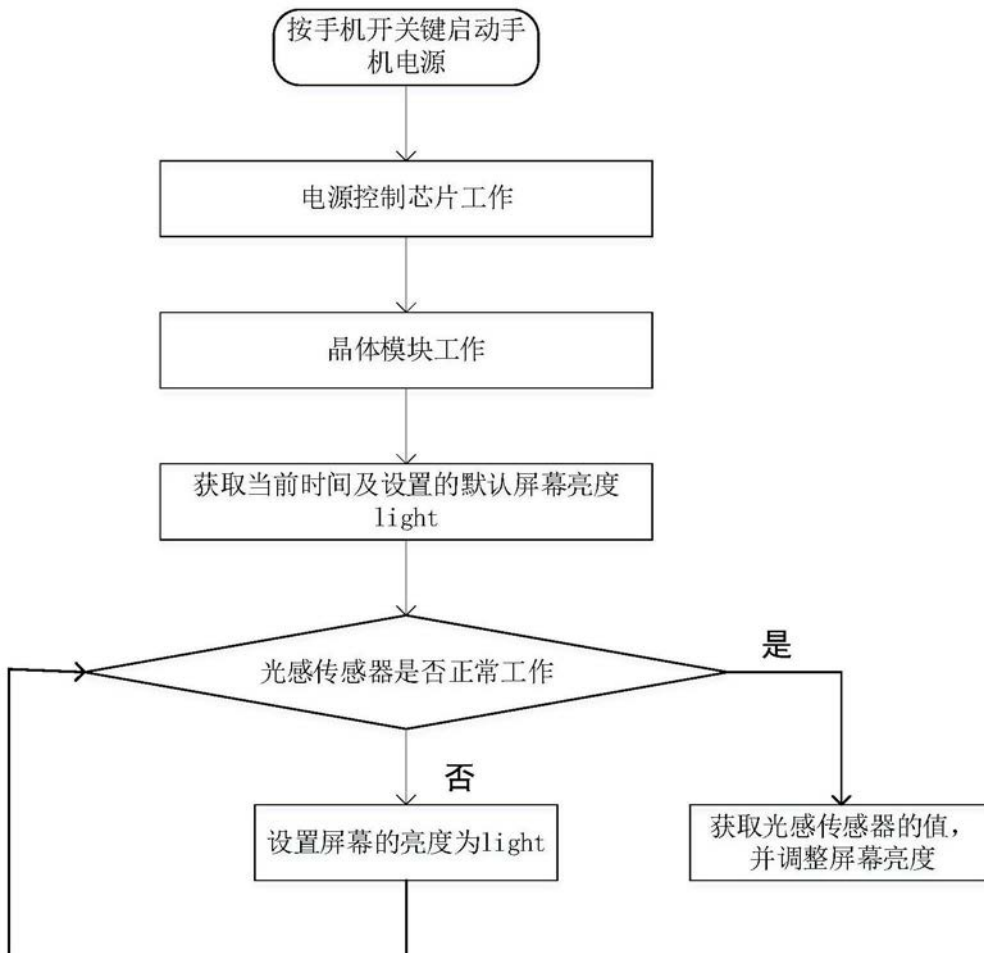 按手机开关键启动手
机电源
电源控制芯片工作
晶体模块工作
获取当前时间及设置的默认屏幕亮度
light
光感传感器是否正常工作
是
否
设置屏幕的亮度为light
获取光感传感器的值，
并调整屏幕亮度